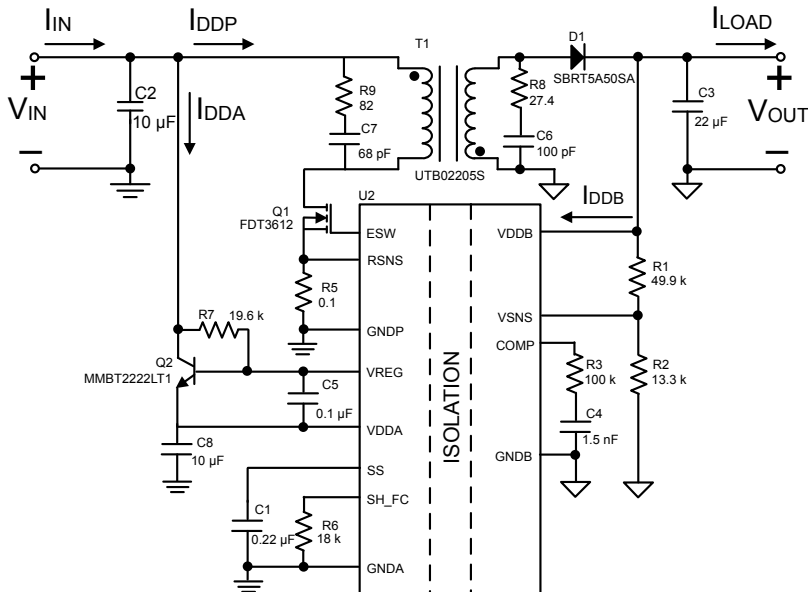 IIN
IDDP
T1
D1
SBRT5A50SA
ILOAD
+
VIN
−
C2
10 µF
IDDA
R9
82
C7
68 pF
R8
27.4
C6
100 pF
C3
22 µF
+
VOUT
−
UTB02205S
Q1
FDT3612
U2
IDDB
ESW
VDDB
RSNS
R5
0.1
R1
49.9 k
GNDP
VSNS
R7
19.6 k
COMP
Q2
MMBT2222LT1
VREG
R3
100 k
R2
13.3 k
C5
0.1 µF
ISOLATION
VDDA
C4
1.5 nF
C8
10 µF
GNDB
SS
SH_FC
C1
0.22 µF
R6
18 k
GNDA